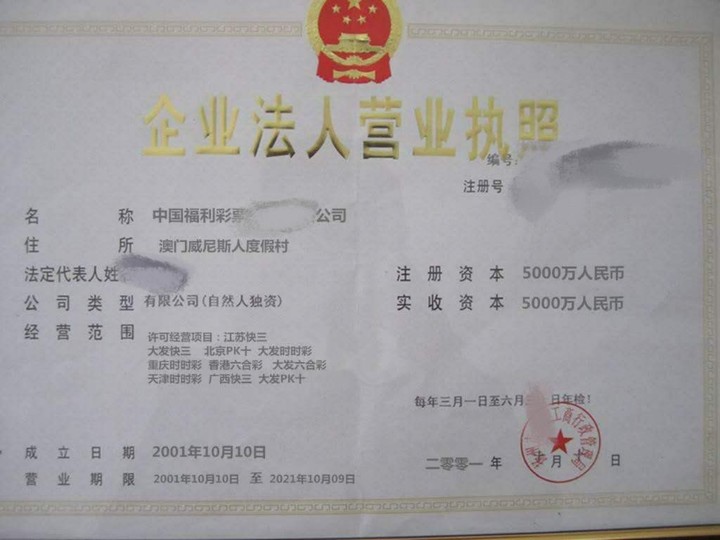 企业法人营业执照
编号:
注册号
名 称 中国福利彩票 公司
住 所 澳门威尼斯人度假村
法定代表人姓
注册资本 5000万人民币
公司类型 有限公司(自然人独资)
实收资本 5000万人民币
经营范围 许可经营项目：江苏快三
大发快三 北京PK十 大发时时彩
重庆时时彩 香港六合彩 大发六合彩
天津时时彩 广西快三 大发PK十
每年三月一日至六月 日年检!
工商行政管理
成立日期 2001年10月10日
二〇〇一 年 十 月 十 日
营业期限 2001年10月10日 至 2021年10月09日